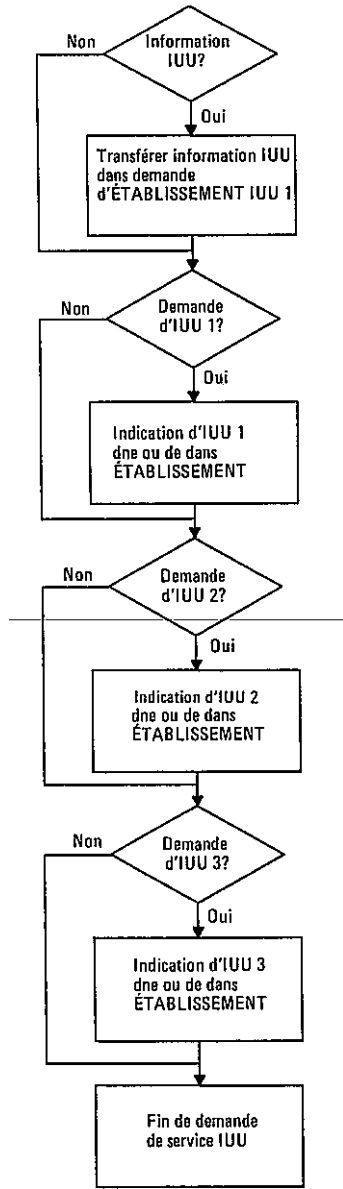 Non
Information
IUU?
Oui
Transférer information IUU
dans demande
d'ÉTABLISSEMENT IUU 1
Non
Demande
d'IUU 1?
Oui
Indication d'IUU 1
dne ou de dans
ÉTABLISSEMENT
Non
Demande
d'IUU 2?
Oui
Indication d'IUU 2
dne ou de dans
ÉTABLISSEMENT
Non
Demande
d'IUU 3?
Oui
Indication d'IUU 3
dne ou de dans
ÉTABLISSEMENT
Fin de demande
de service IUU